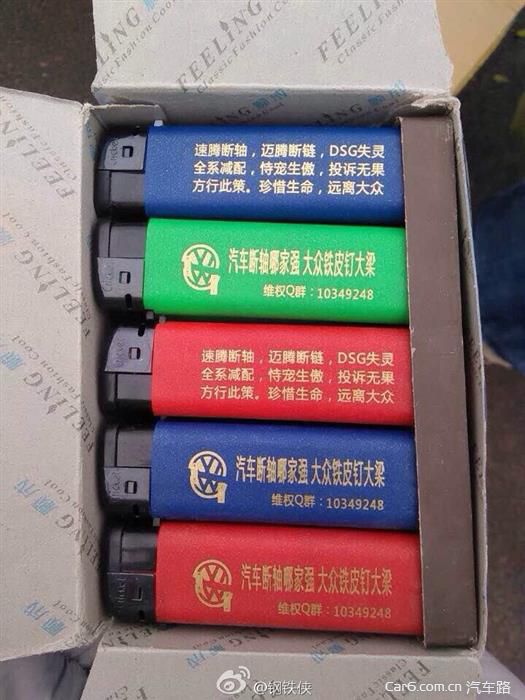 FEELING 顺成
Classic Fashion Cool
FEELING
Classic Fashion Cool
速腾断轴，迈腾断链，DSG失灵
全系减配，恃宠生傲，投诉无果
方行此策。珍惜生命，远离大众
汽车断轴哪家强 大众铁皮钉大梁
维权Q群：10349248
速腾断轴，迈腾断链，DSG失灵
全系减配，恃宠生傲，投诉无果
方行此策。珍惜生命，远离大众
汽车断轴哪家强 大众铁皮钉大梁
维权Q群：10349248
汽车断轴哪家强 大众铁皮钉大梁
维权Q群：10349248
@钢铁侠
Car6.com.cn 汽车路